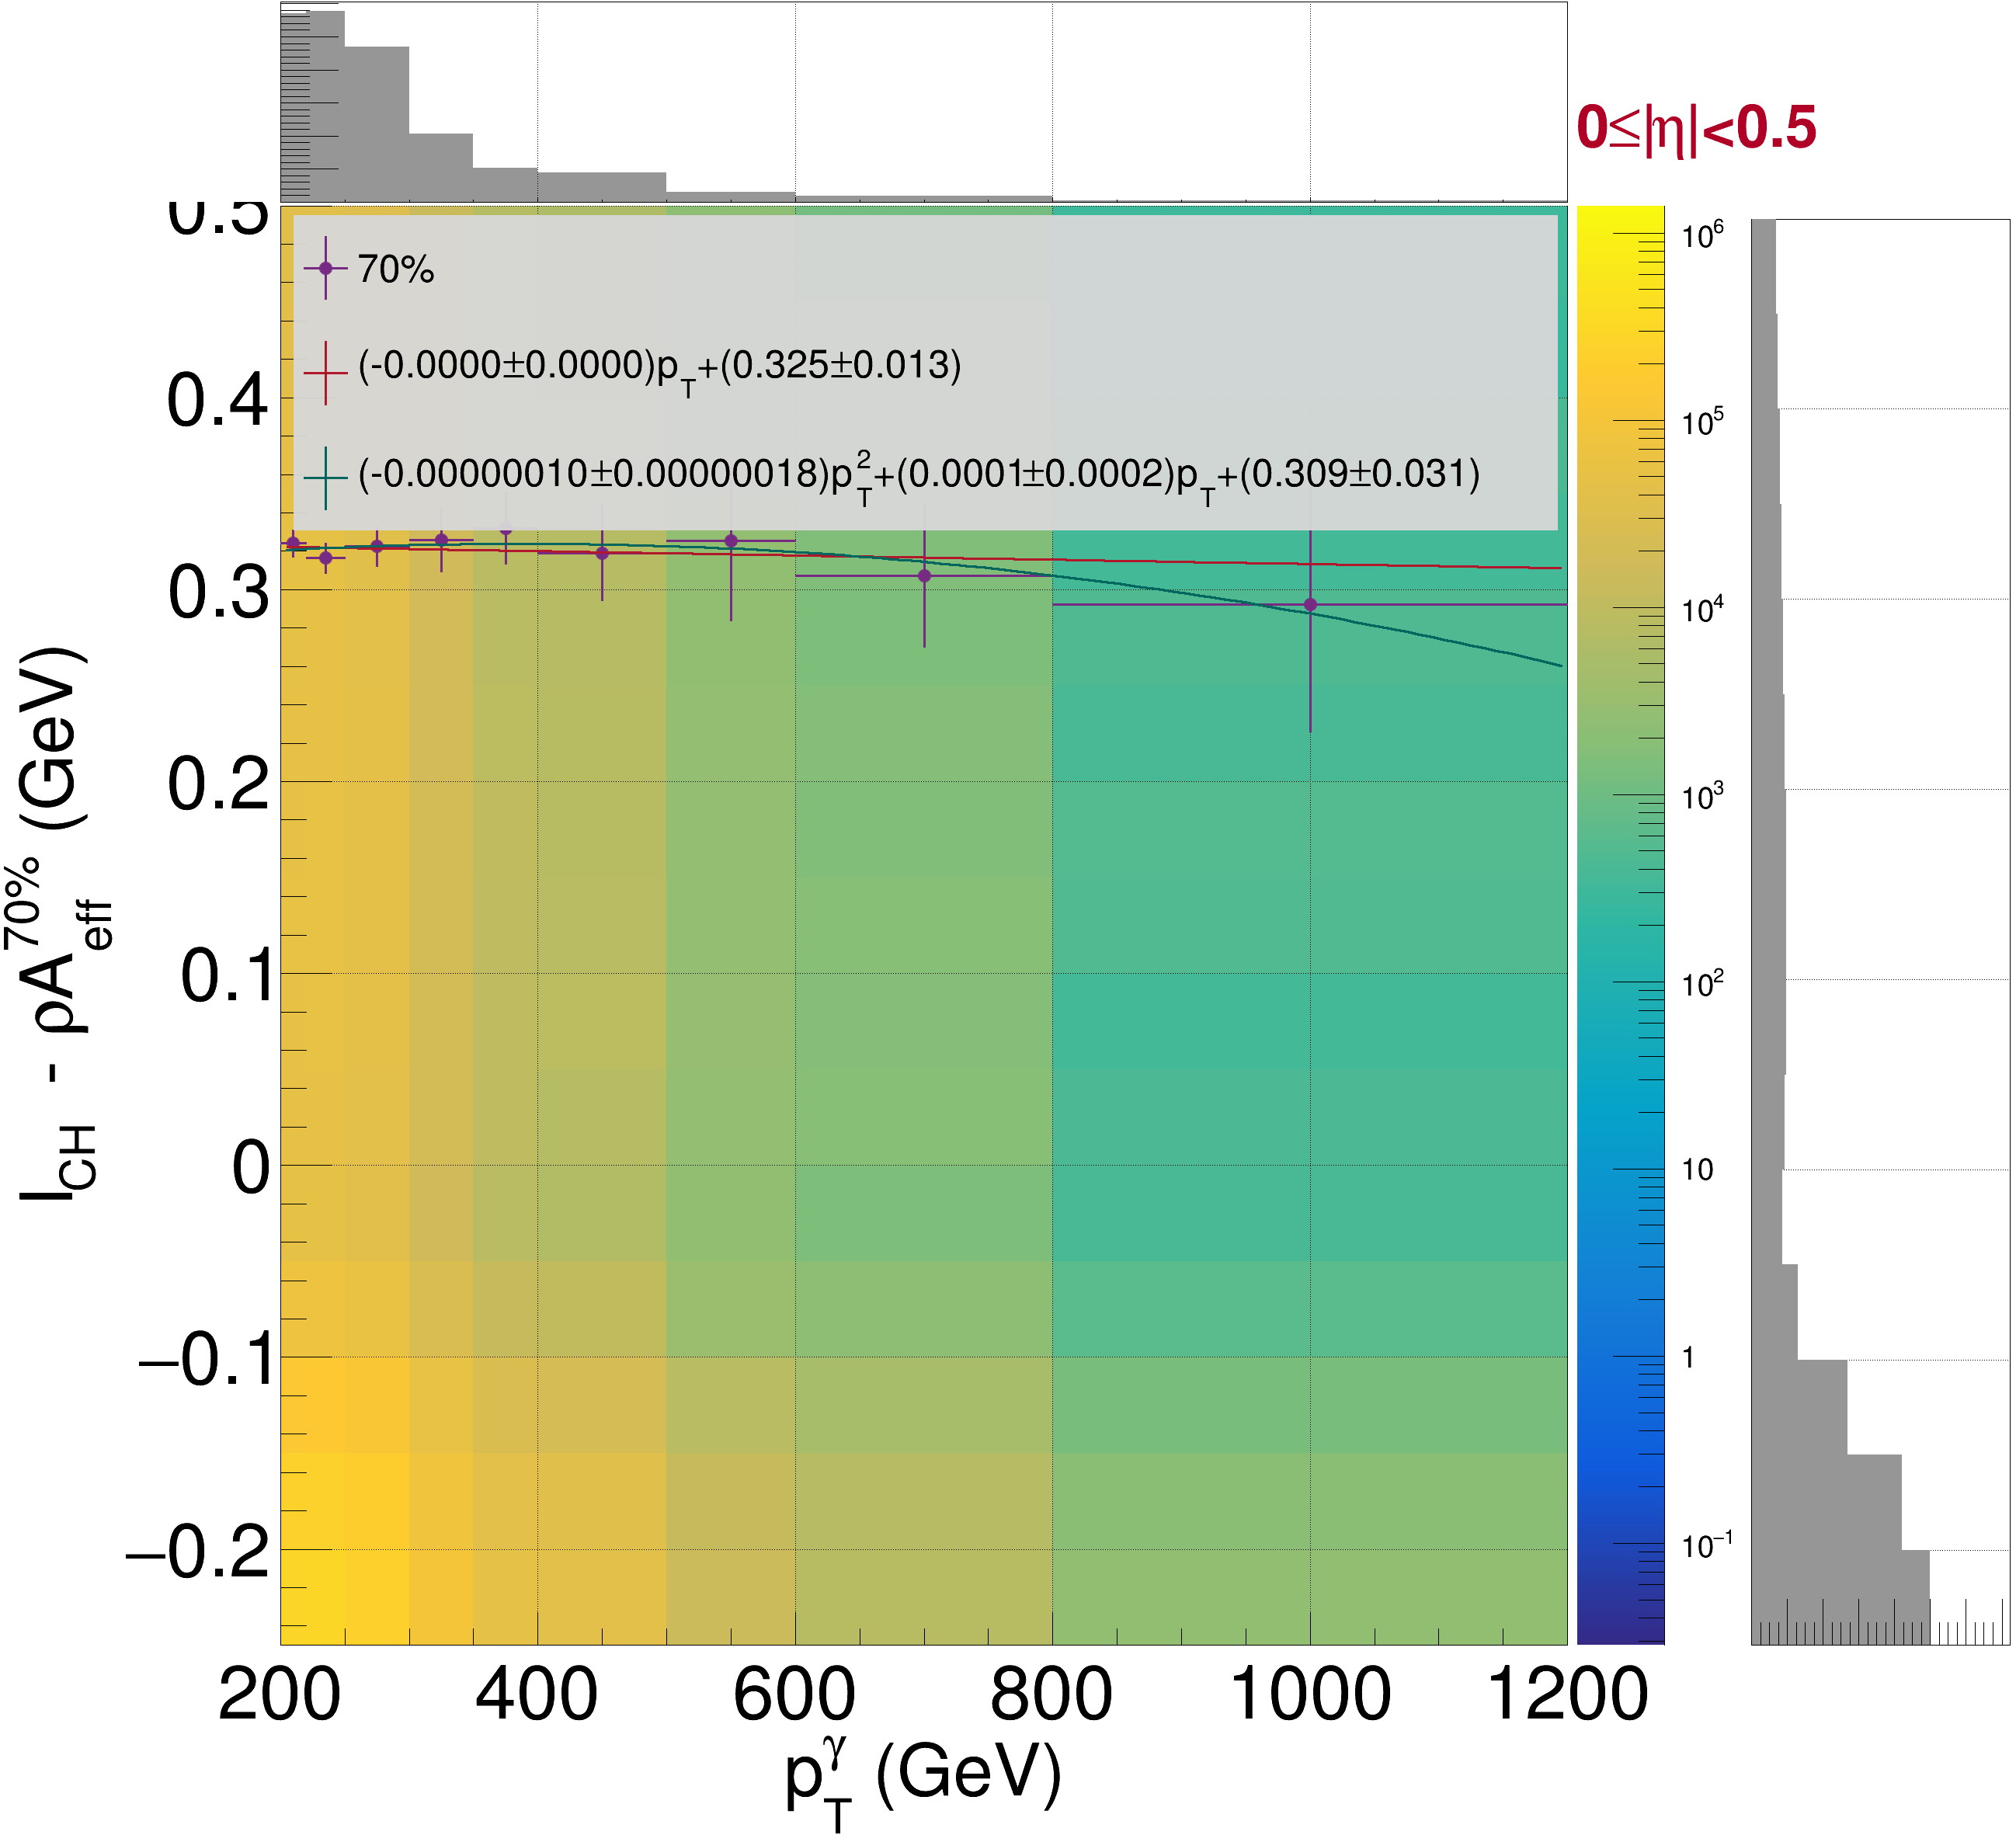 0≤|η|<0.5
70%
(-0.0000±0.0000)p_T+(0.325±0.013)
(-0.00000010±0.00000018)p_T^2+(0.0001±0.0002)p_T+(0.309±0.031)
I_CH - ρA_eff^70% (GeV)
0.5
0.4
0.3
0.2
0.1
0
−0.1
−0.2
200 400 600 800 1000 1200
p_T^γ (GeV)
10^6
10^5
10^4
10^3
10^2
10
1
10^−1